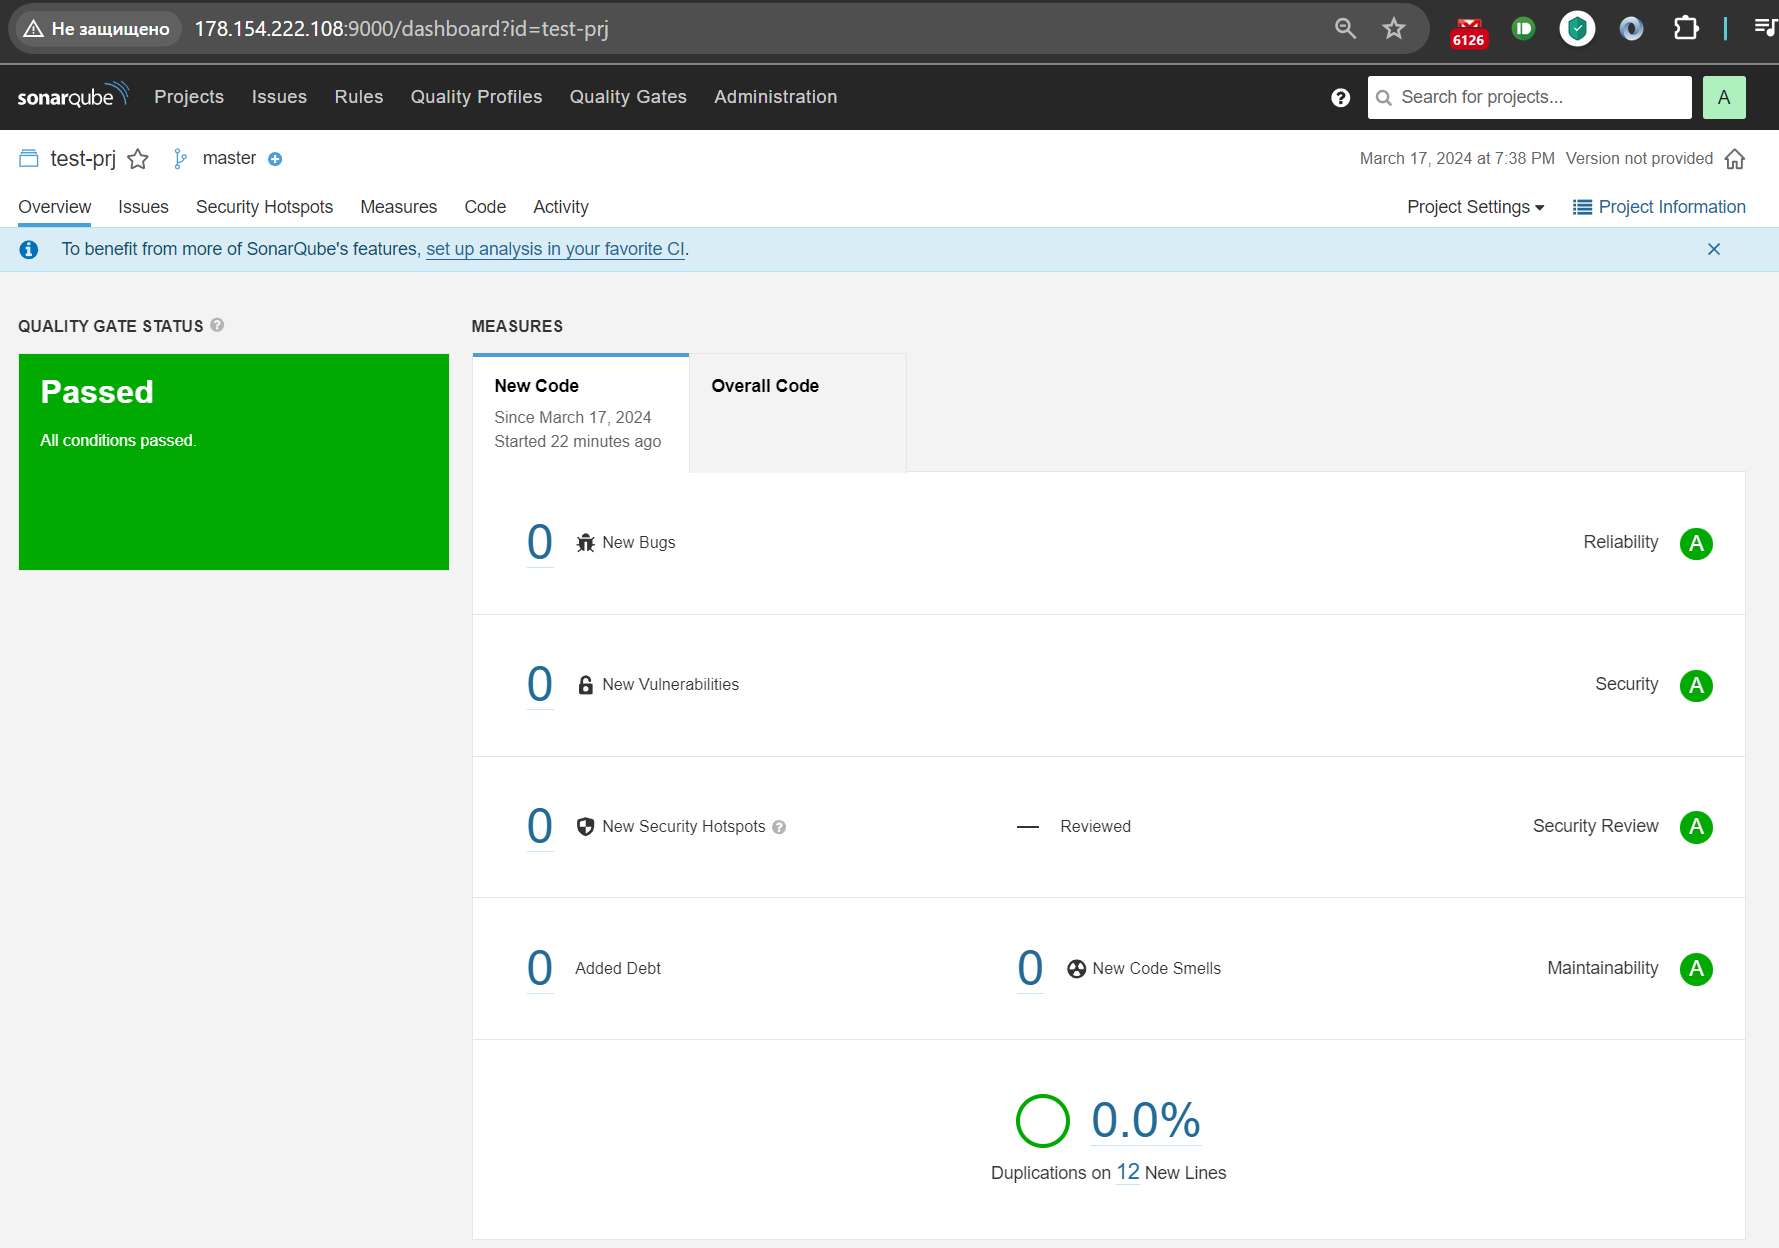 Не защищено 178.154.222.108:9000/dashboard?id=test-prj 6126
sonarqube Projects Issues Rules Quality Profiles Quality Gates Administration Search for projects... A
test-prj master March 17, 2024 at 7:38 PM Version not provided
Overview Issues Security Hotspots Measures Code Activity Project Settings Project Information
To benefit from more of SonarQube's features, set up analysis in your favorite CI.
QUALITY GATE STATUS
Passed
All conditions passed.
MEASURES
New Code
Since March 17, 2024
Started 22 minutes ago
Overall Code
0 New Bugs Reliability A
0 New Vulnerabilities Security A
0 New Security Hotspots — Reviewed Security Review A
0 Added Debt 0 New Code Smells Maintainability A
0.0%
Duplications on 12 New Lines